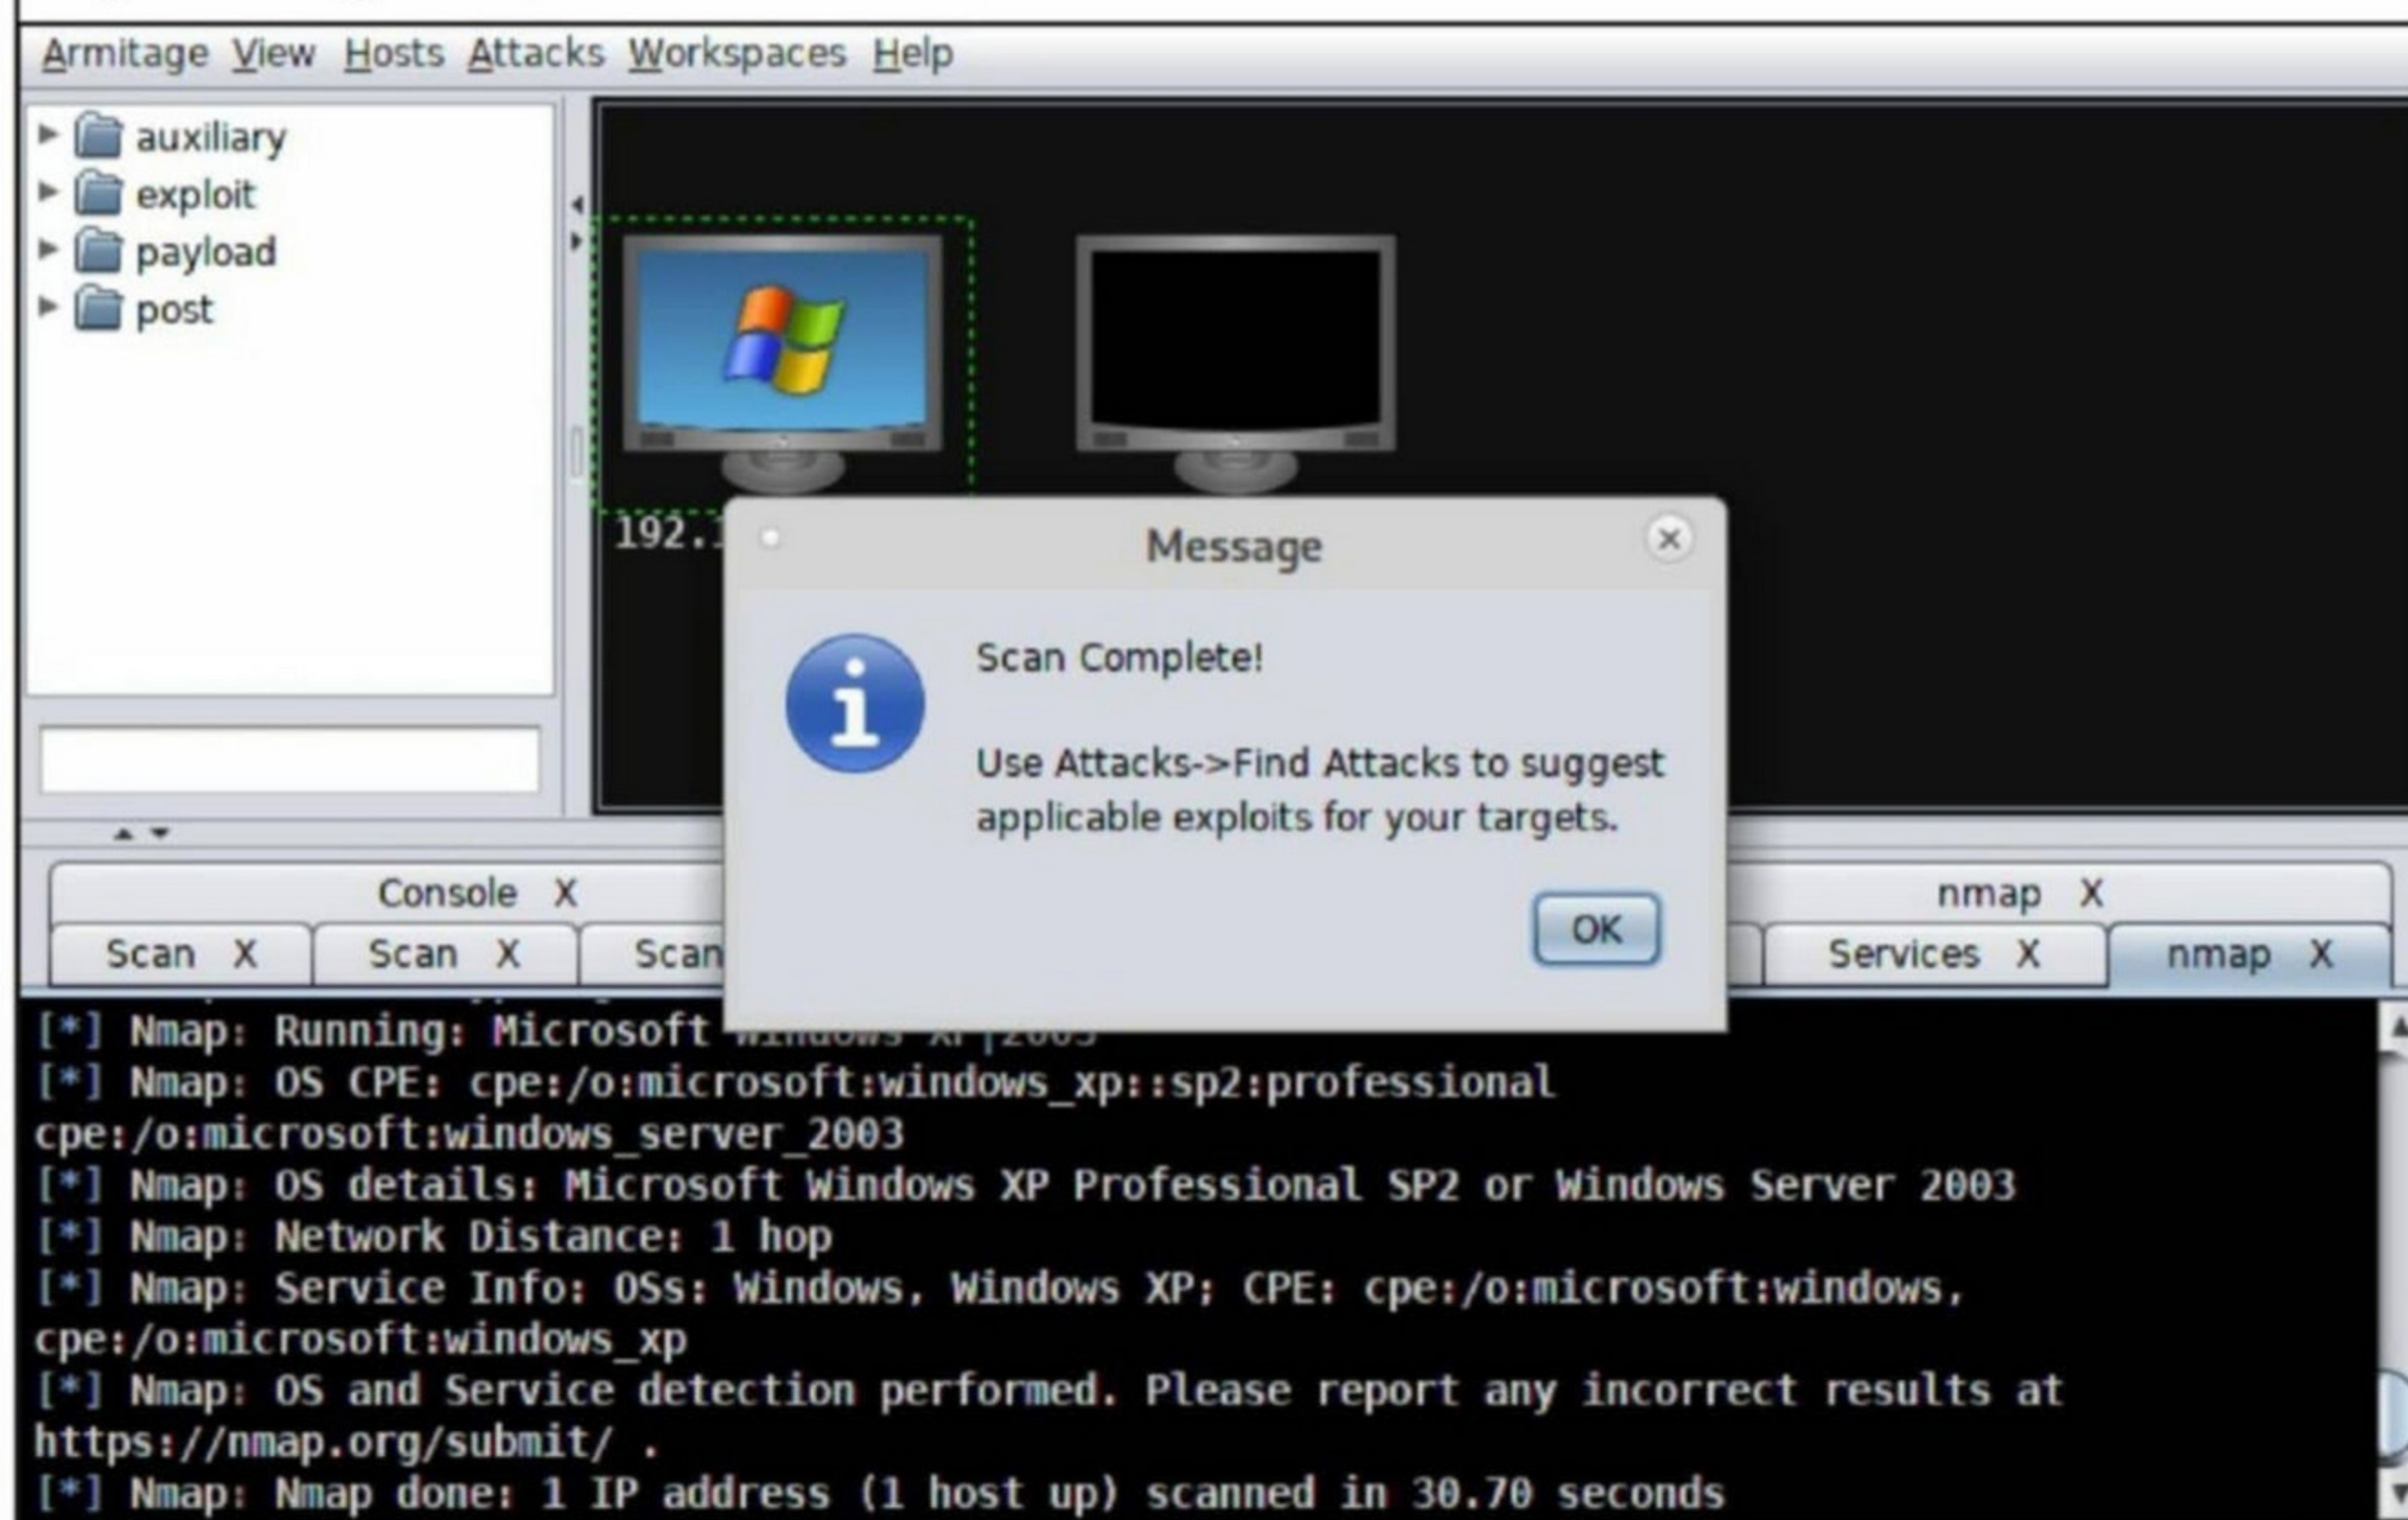 Armitage View Hosts Attacks Workspaces Help
auxiliary
exploit
payload
post
Message
Scan Complete!
Use Attacks->Find Attacks to suggest
applicable exploits for your targets.
OK
Console X
nmap X
Scan X
Scan X
Scan
Services X
nmap X
[*] Nmap: Running: Microsoft Windows XP|2003
[*] Nmap: OS CPE: cpe:/o:microsoft:windows_xp::sp2:professional
cpe:/o:microsoft:windows_server_2003
[*] Nmap: OS details: Microsoft Windows XP Professional SP2 or Windows Server 2003
[*] Nmap: Network Distance: 1 hop
[*] Nmap: Service Info: OSs: Windows, Windows XP; CPE: cpe:/o:microsoft:windows,
cpe:/o:microsoft:windows_xp
[*] Nmap: OS and Service detection performed. Please report any incorrect results at
https://nmap.org/submit/ .
[*] Nmap: Nmap done: 1 IP address (1 host up) scanned in 30.70 seconds